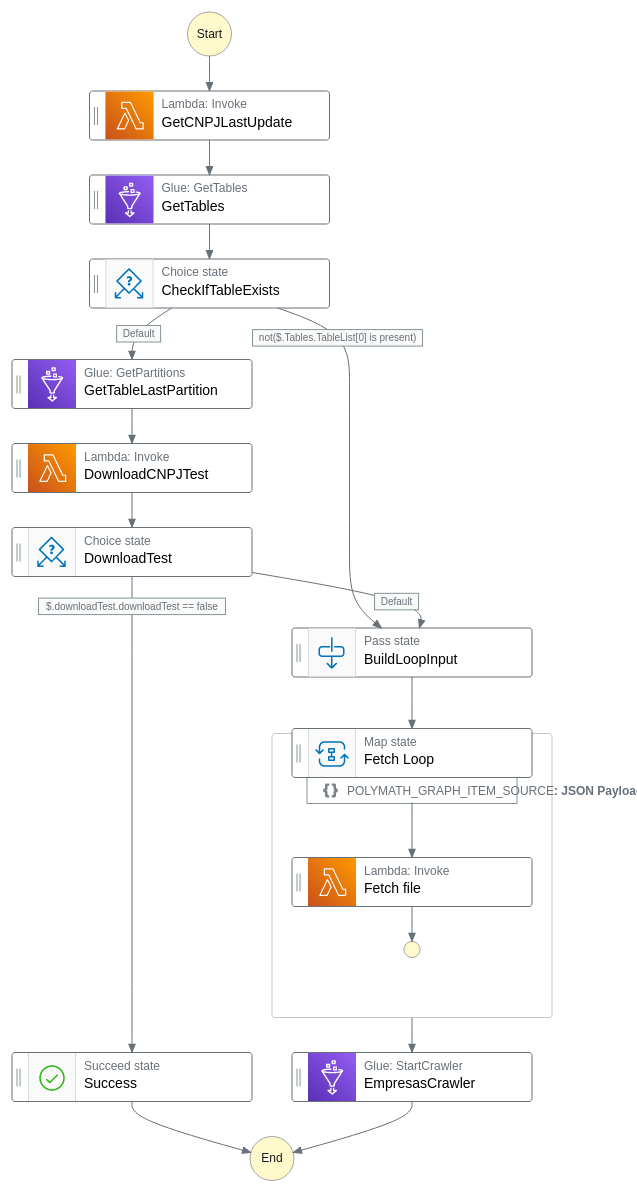 Start
Lambda: Invoke
GetCNPJLastUpdate
Glue: GetTables
GetTables
Choice state
CheckIfTableExists
Default
not($.Tables.TableList[0] is present)
Glue: GetPartitions
GetTableLastPartition
Lambda: Invoke
DownloadCNPJTest
Choice state
DownloadTest
$.downloadTest.downloadTest == false
Default
Pass state
BuildLoopInput
Map state
Fetch Loop
{} POLYMATH_GRAPH_ITEM_SOURCE: JSON
Lambda: Invoke
Fetch file
Succeed state
Success
Glue: StartCrawler
EmpresasCrawler
End